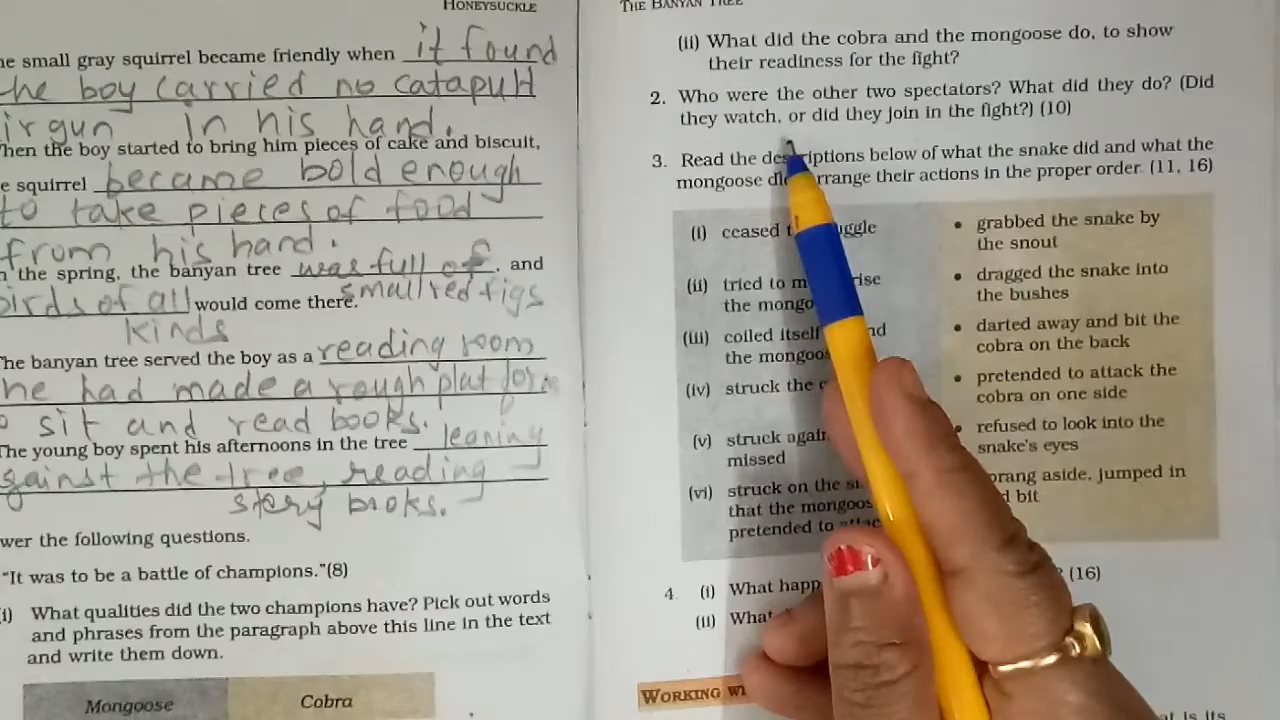 HONEYSUCKLE
small gray squirrel became friendly when it found
he boy carried no catapult
irgun In his hand.
hen the boy started to bring him pieces of cake and biscuit,
squirrel became bold enough
to take pieces of food
from his hand.
the spring, the banyan tree was full of, and
small red figs
birds of all would come there.
kinds
he banyan tree served the boy as a reading room
he had made a rough platform
sit and read books.
The young boy spent his afternoons in the tree leaning
gainst the tree, reading
story books.
wer the following questions.
"It was to be a battle of champions."(8)
i) What qualities did the two champions have? Pick out words
and phrases from the paragraph above this line in the text
and write them down.
Mongoose Cobra
THE BANYAN TREE
(ii) What did the cobra and the mongoose do, to show
their readiness for the fight?
2. Who were the other two spectators? What did they do? (Did
they watch, or did they join in the fight?) (10)
3. Read the descriptions below of what the snake did and what the
mongoose did. Arrange their actions in the proper order. (11, 16)
(i) ceased
(ii) tried to
the mongo
(iii) coiled itself
the mongoos
(iv) struck the
(v) struck again
missed
(vi) struck on the si
that the mongoos
pretended to attac
• grabbed the snake by
the snout
• dragged the snake into
the bushes
• darted away and bit the
cobra on the back
• pretended to attack the
cobra on one side
refused to look into the
snake's eyes
prang aside, jumped in
bit
4. (i) What happ (16)
(ii) What
WORKING WI